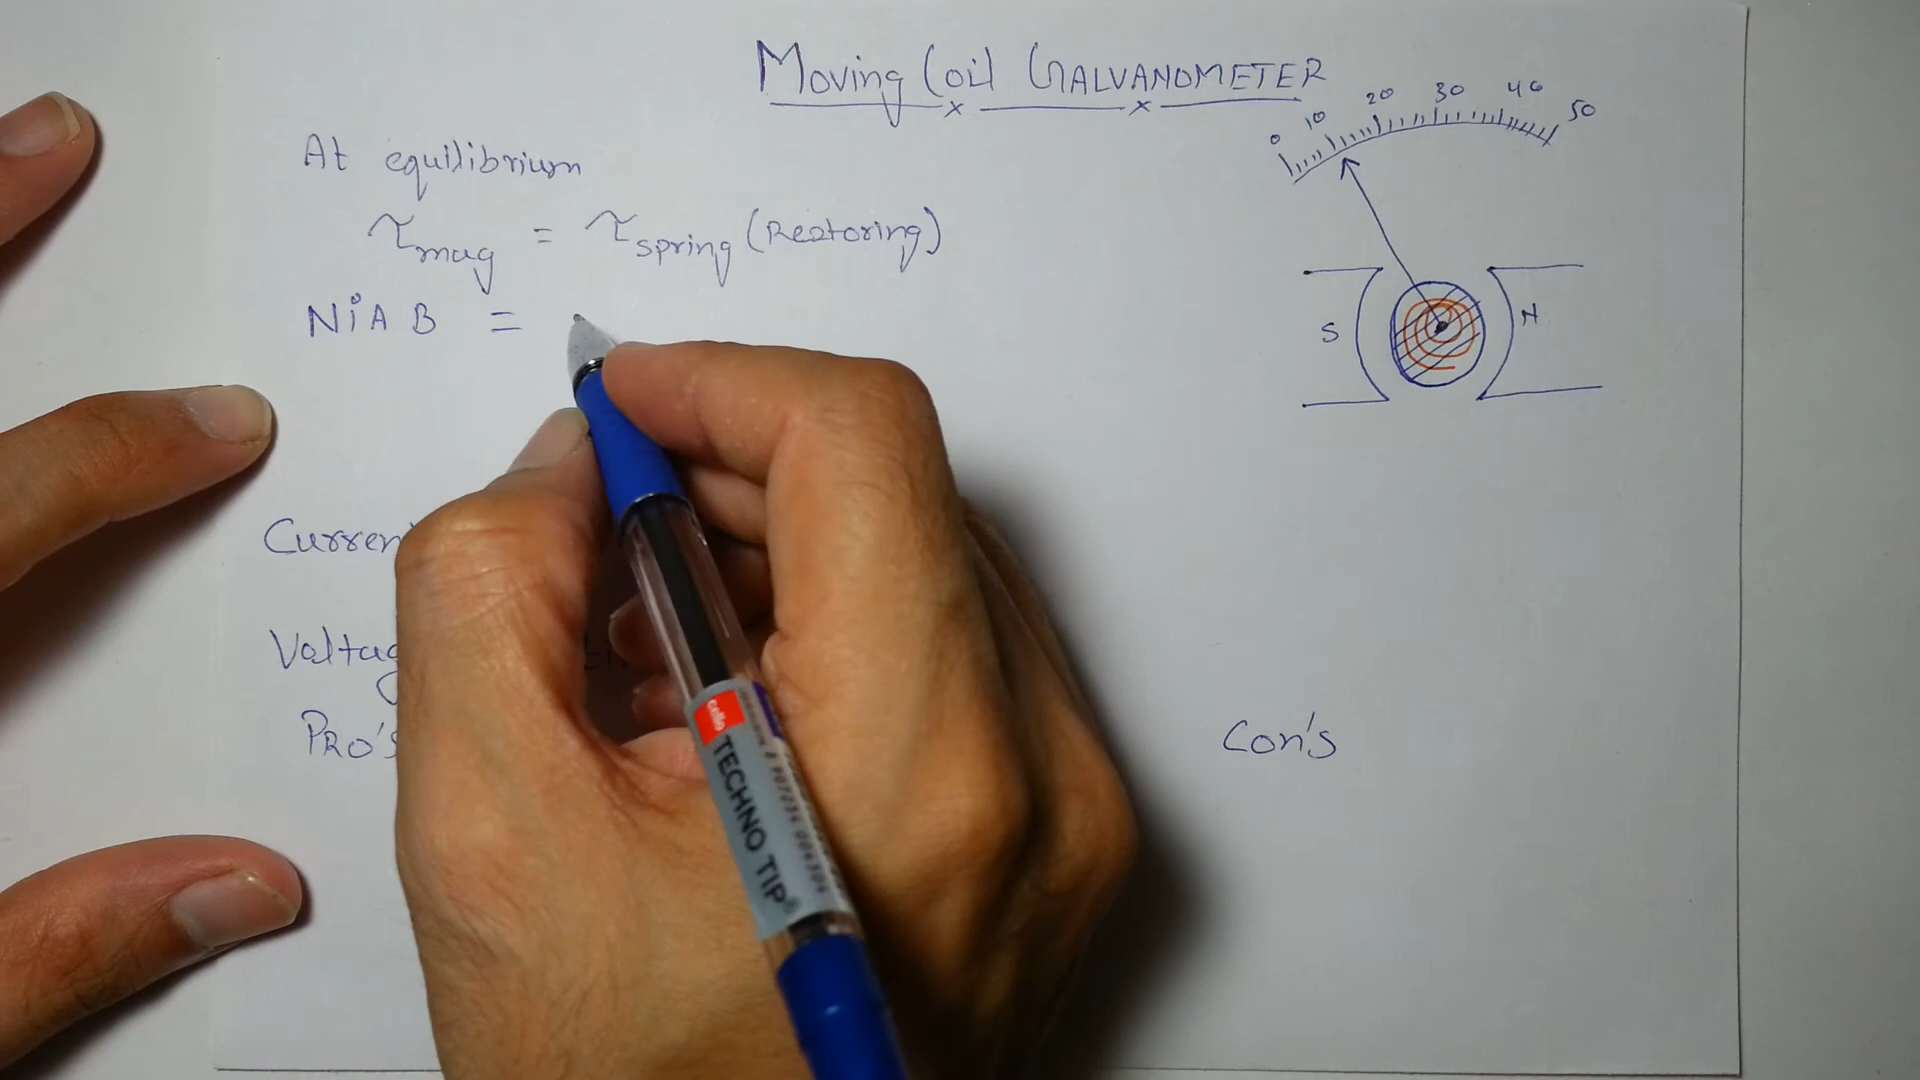 Moving Coil GALVANOMETER
x x
0 10 20 30 40 50
At equilibrium
τmag = τspring (Restoring)
NiAB =
S N
Curren
Voltag
PRO's
Con's
cello
TECHNO TIP